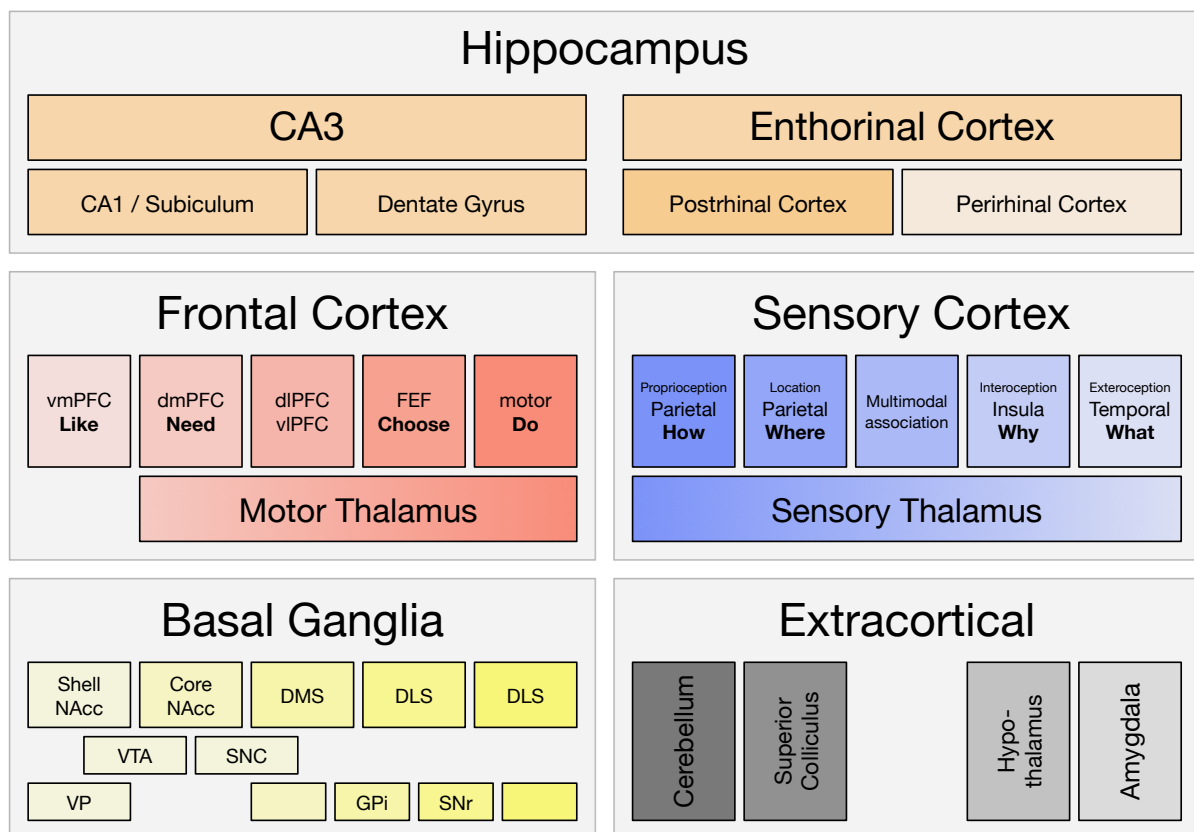 Hippocampus
CA3
Enthorinal Cortex
CA1 / Subiculum
Dentate Gyrus
Postrhinal Cortex
Perirhinal Cortex
Frontal Cortex
vmPFC
Like
dmPFC
Need
dlPFC
vlPFC
FEF
Choose
motor
Do
Motor Thalamus
Sensory Cortex
Proprioception
Parietal
How
Location
Parietal
Where
Multimodal
association
Interoception
Insula
Why
Exteroception
Temporal
What
Sensory Thalamus
Basal Ganglia
Shell
NAcc
Core
NAcc
DMS
DLS
DLS
VTA
SNC
VP
GPi
SNr
Extracortical
Cerebellum
Superior
Colliculus
Hypo-
thalamus
Amygdala